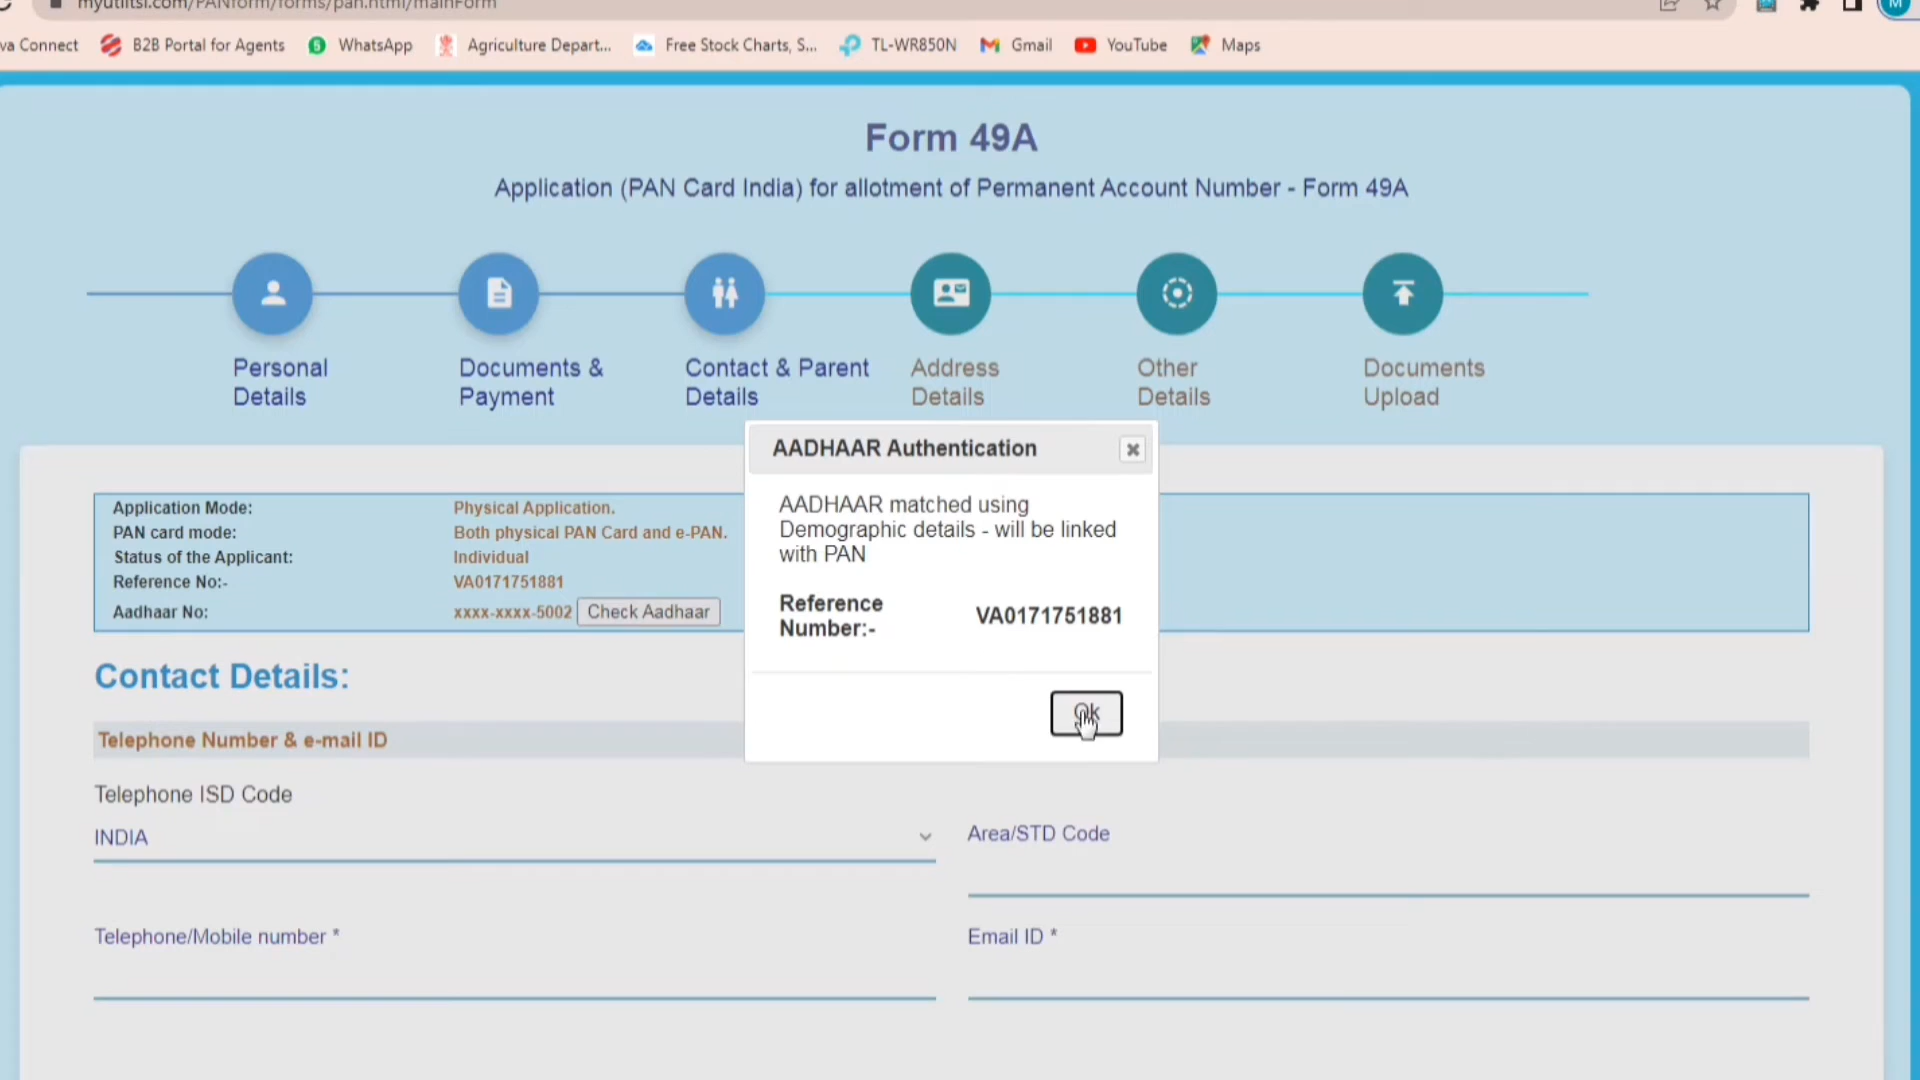 myutiitsl.com/PANform/forms/pan.html/mainForm
va Connect
B2B Portal for Agents
WhatsApp
Agriculture Depart...
Free Stock Charts, S...
TL-WR850N
Gmail
YouTube
Maps
Form 49A
Application (PAN Card India) for allotment of Permanent Account Number - Form 49A
Personal
Details
Documents &
Payment
Contact & Parent
Details
Address
Details
Other
Details
Documents
Upload
AADHAAR Authentication
AADHAAR matched using
Demographic details - will be linked
with PAN
Reference
Number:- VA0171751881
Ok
Application Mode: Physical Application.
PAN card mode: Both physical PAN Card and e-PAN.
Status of the Applicant: Individual
Reference No:- VA0171751881
Aadhaar No: xxxx-xxxx-5002 Check Aadhaar
Contact Details:
Telephone Number & e-mail ID
Telephone ISD Code
INDIA
Area/STD Code
Telephone/Mobile number *
Email ID *